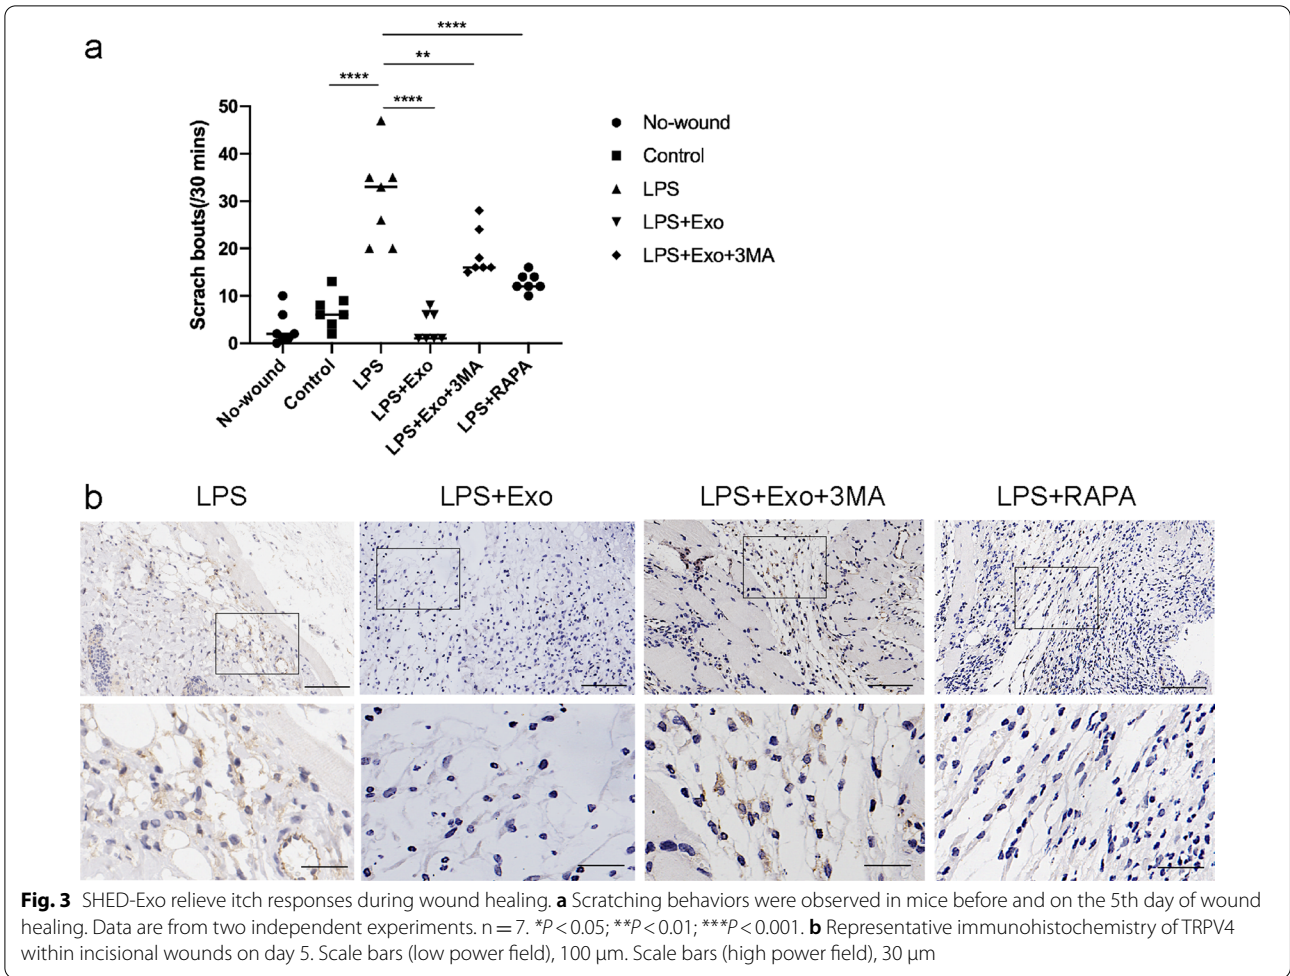 a
****
**
****
****
Scrach bouts(/30 mins)
50
40
30
20
10
0
No-wound
Control
LPS
LPS+Exo
LPS+Exo+3MA
LPS+RAPA
No-wound
Control
LPS
LPS+Exo
LPS+Exo+3MA
b
LPS
LPS+Exo
LPS+Exo+3MA
LPS+RAPA
Fig. 3 SHED-Exo relieve itch responses during wound healing. a Scratching behaviors were observed in mice before and on the 5th day of wound
healing. Data are from two independent experiments. n = 7. *P < 0.05; **P < 0.01; ***P < 0.001. b Representative immunohistochemistry of TRPV4
within incisional wounds on day 5. Scale bars (low power field), 100 μm. Scale bars (high power field), 30 μm